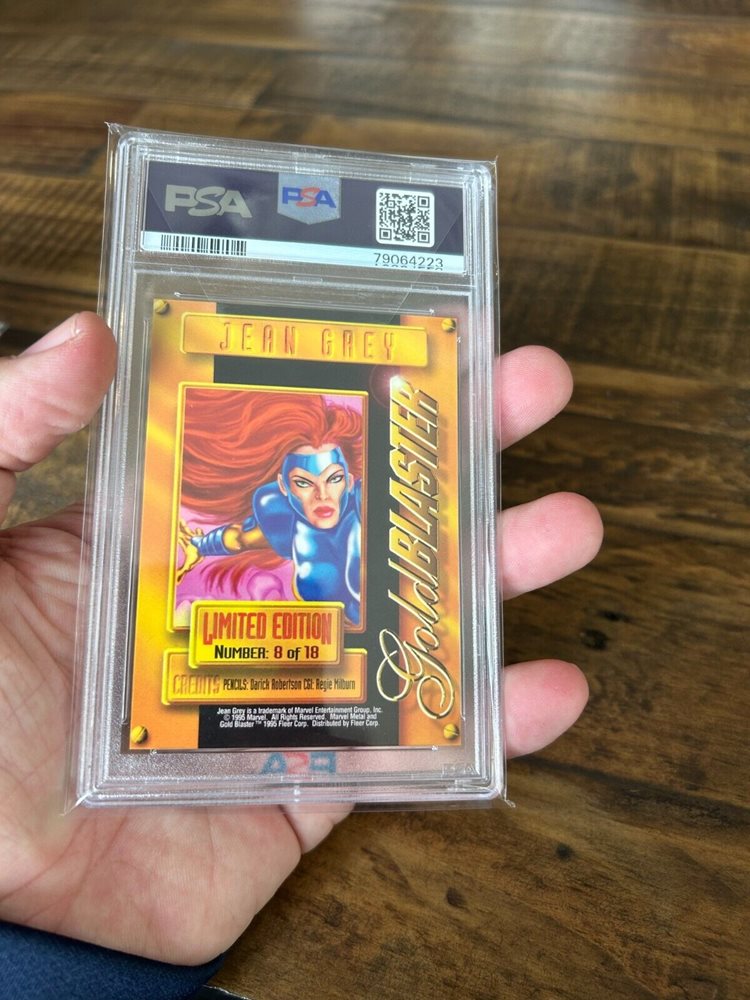 PSA
PSA
79064223
JEAN GREY
Gold BLASTER
LIMITED EDITION
NUMBER: 8 of 18
CREDITS PENCILS: Darick Robertson CGI: Regie Milburn
Jean Grey is a trademark of Marvel Entertainment Group, Inc.
© 1995 Marvel. All Rights Reserved. Marvel Metal and
Gold Blaster™ 1995 Fleer Corp. Distributed by Fleer Corp.